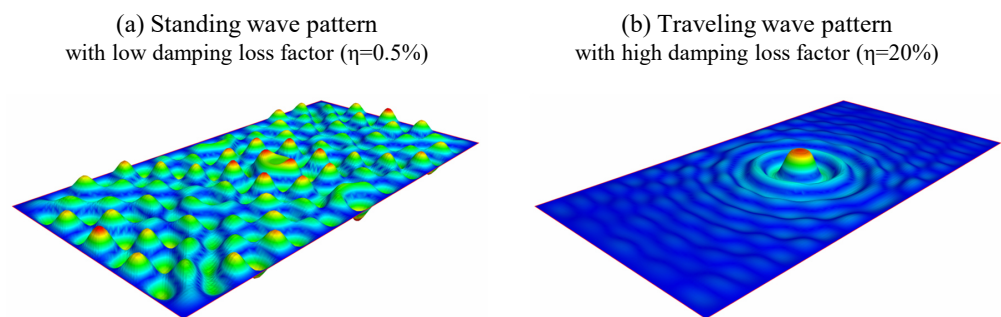 (a) Standing wave pattern
with low damping loss factor (η=0.5%)
(b) Traveling wave pattern
with high damping loss factor (η=20%)